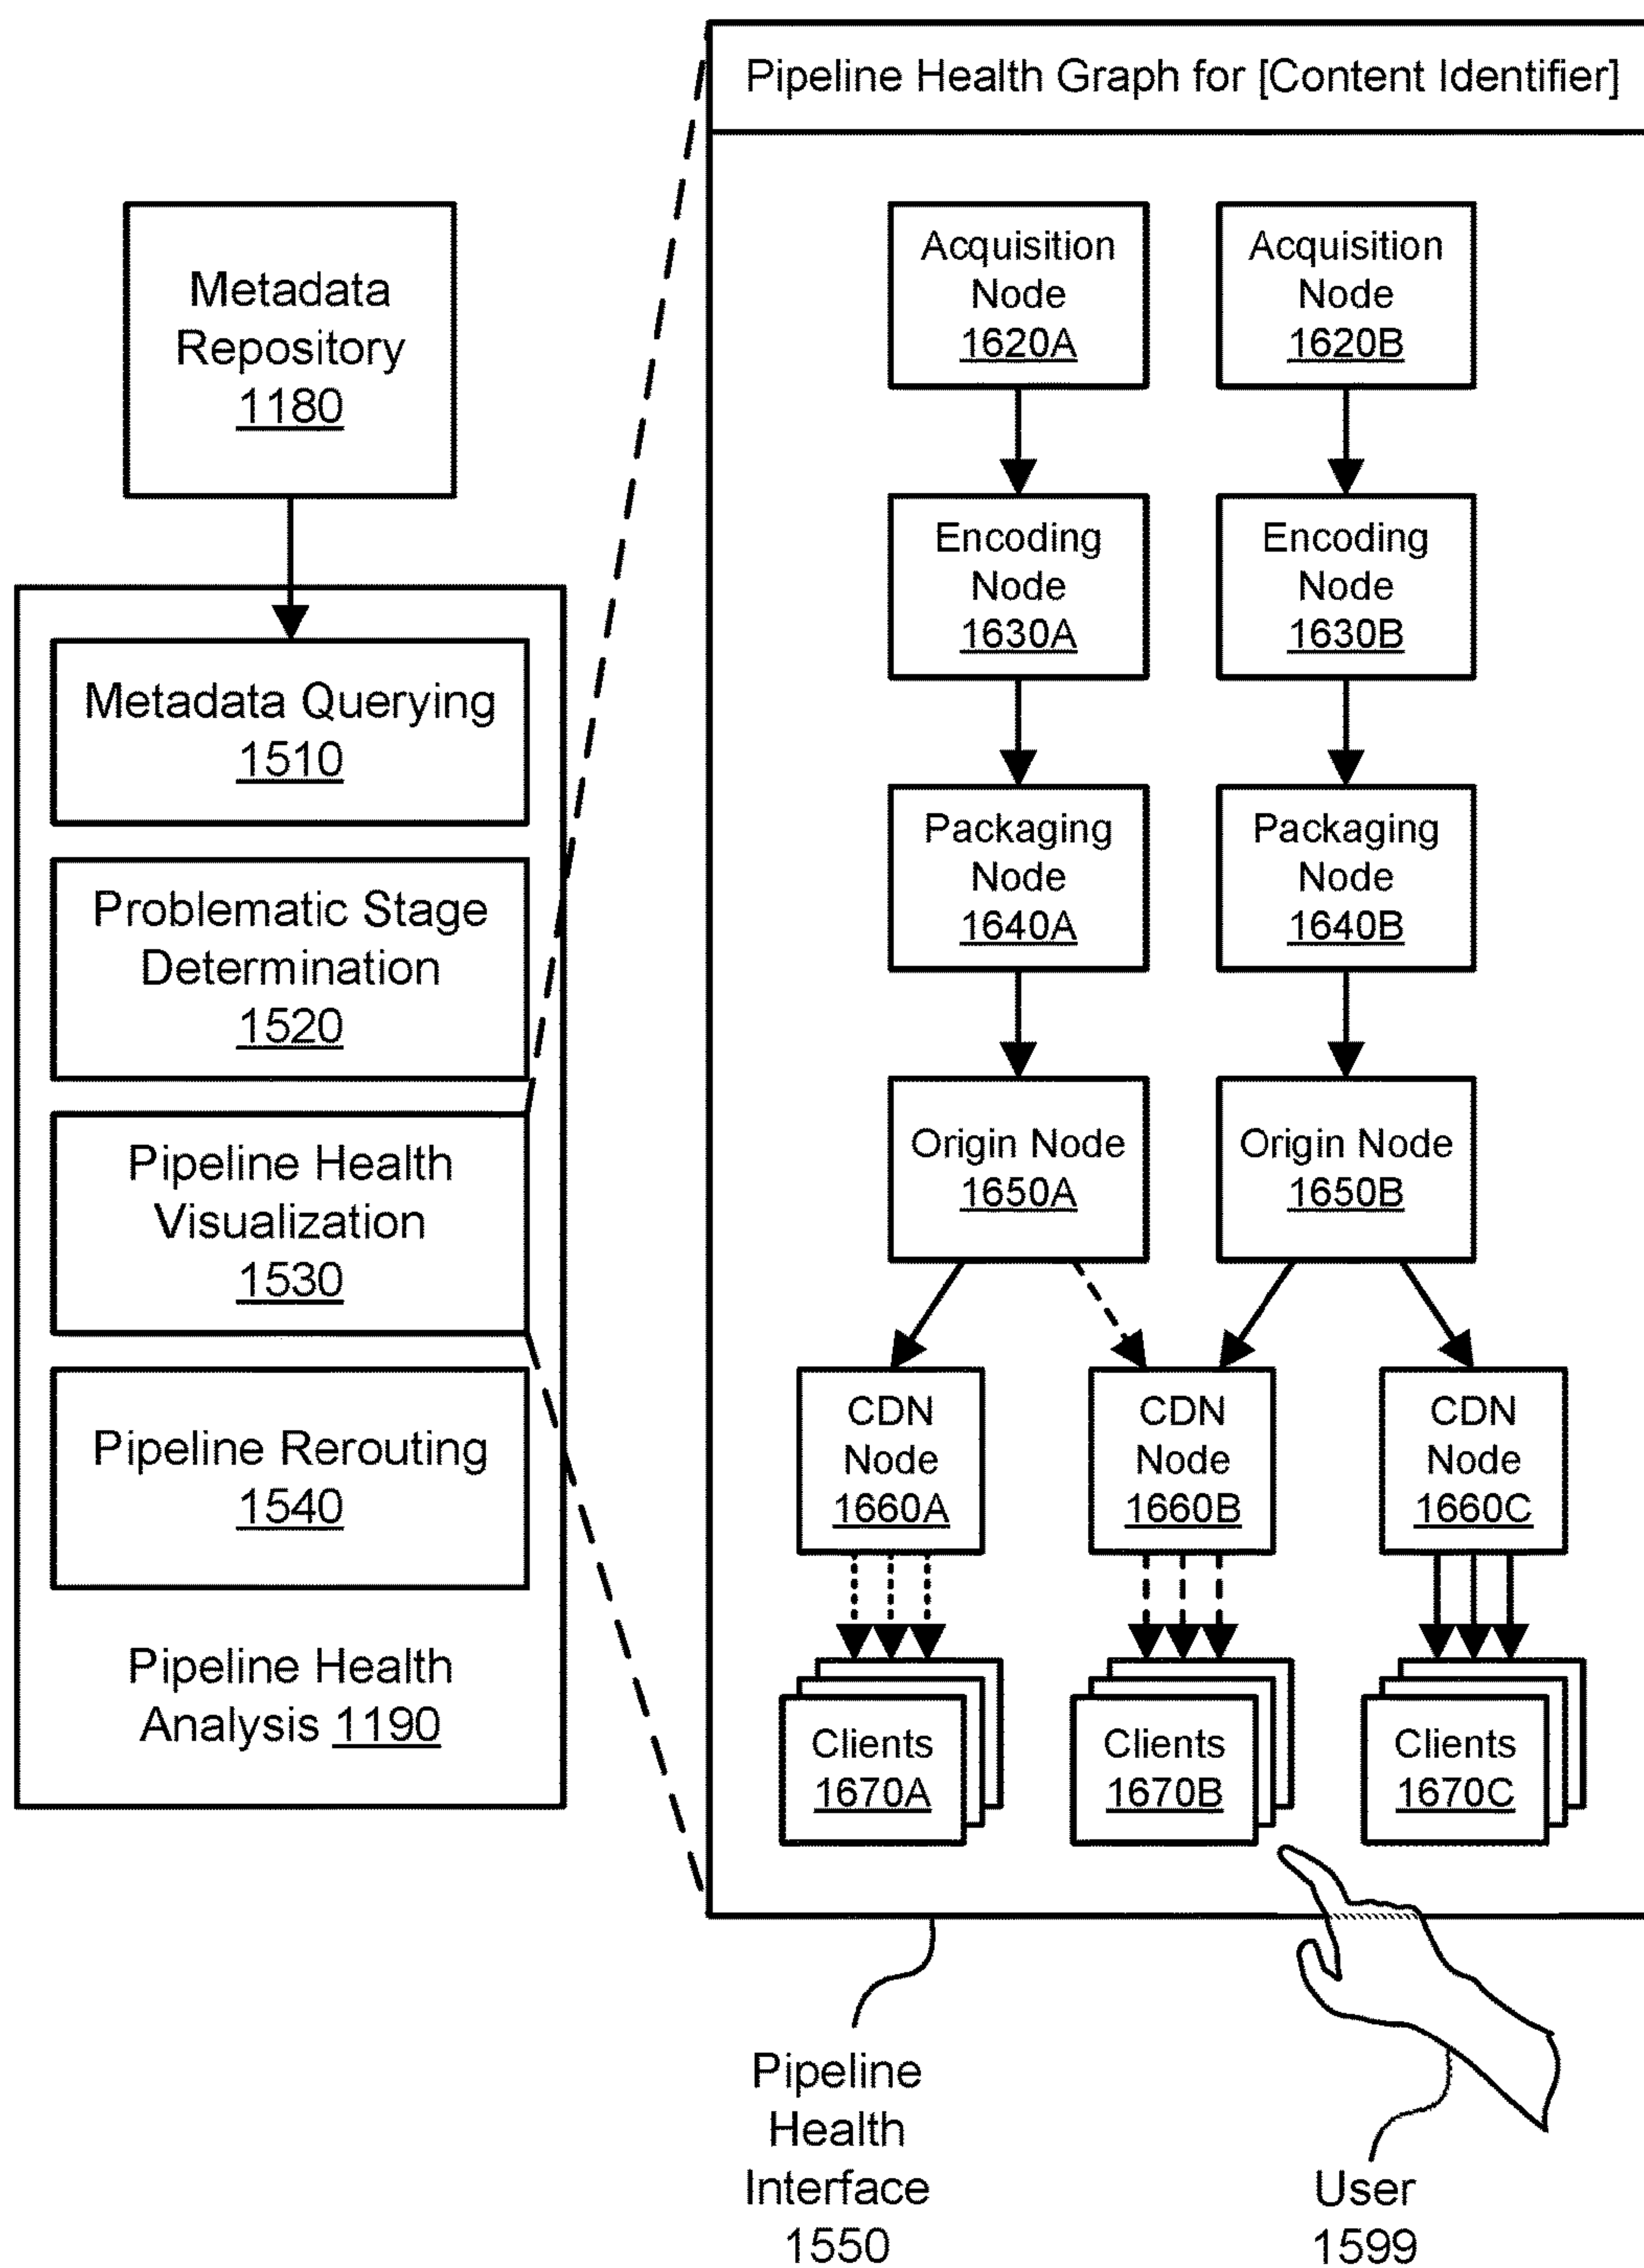 Metadata
Repository
1180
Metadata Querying
1510
Problematic Stage
Determination
1520
Pipeline Health
Visualization
1530
Pipeline Rerouting
1540
Pipeline Health
Analysis 1190
Pipeline Health Graph for [Content Identifier]
Acquisition
Node
1620A
Acquisition
Node
1620B
Encoding
Node
1630A
Encoding
Node
1630B
Packaging
Node
1640A
Packaging
Node
1640B
Origin Node
1650A
Origin Node
1650B
CDN
Node
1660A
CDN
Node
1660B
CDN
Node
1660C
Clients
1670A
Clients
1670B
Clients
1670C
Pipeline
Health
Interface
1550
User
1599